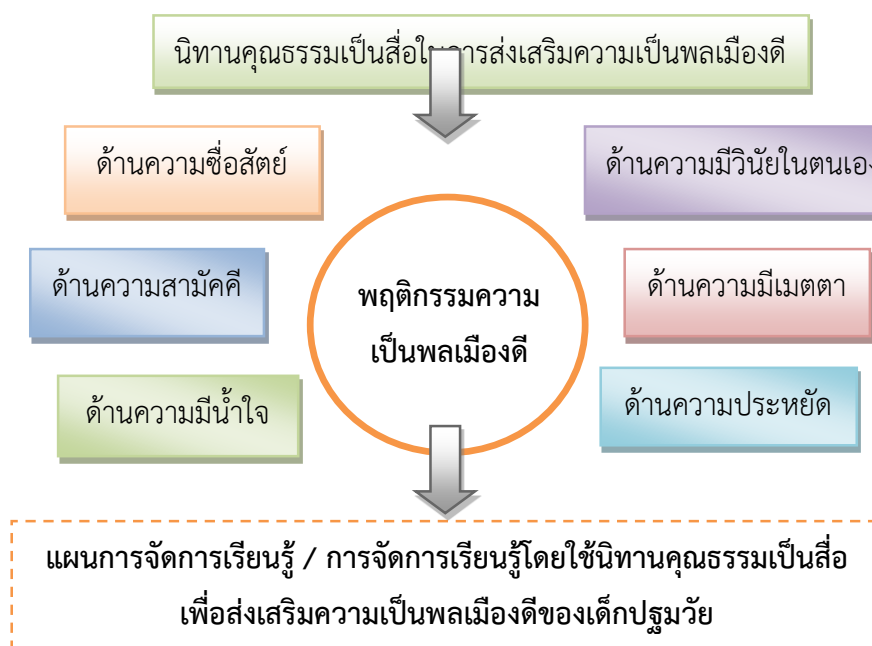 นิทานคุณธรรมเป็นสื่อในการส่งเสริมความเป็นพลเมืองดี
ด้านความซื่อสัตย์
ด้านความมีวินัยในตนเอง
ด้านความสามัคคี
ด้านความมีเมตตา
พฤติกรรมความ
เป็นพลเมืองดี
ด้านความมีน้ำใจ
ด้านความประหยัด
แผนการจัดการเรียนรู้ / การจัดการเรียนรู้โดยใช้นิทานคุณธรรมเป็นสื่อ
เพื่อส่งเสริมความเป็นพลเมืองดีของเด็กปฐมวัย